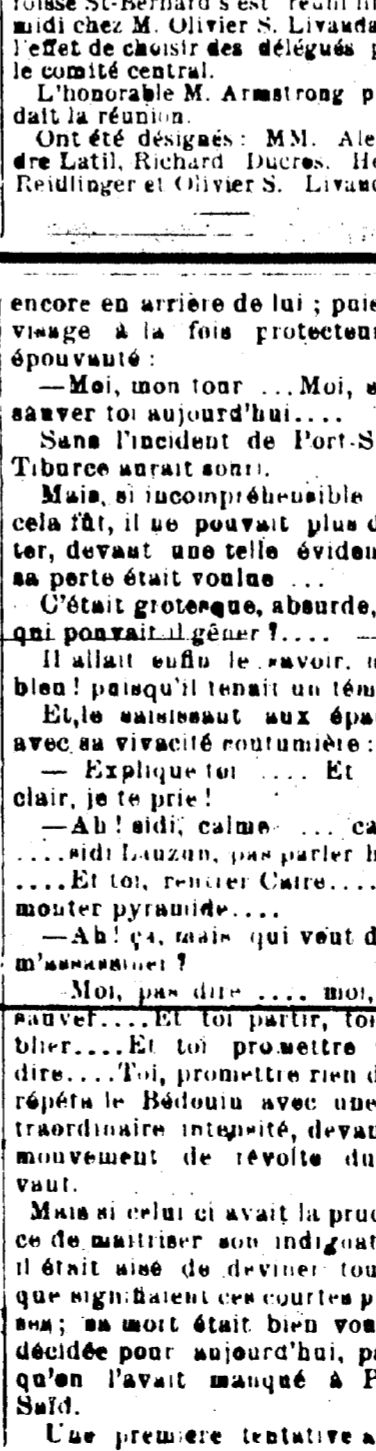 roisse St-Bernard s'est réuni
midi chez M. Olivier S. Livauda
l'effet de choisir des délégués p
le comité central.
L'honorable M. Armstrong p
dait la réunion.
Ont été désignés : MM. Ale
dre Latil, Richard Ducros, He
Reidlinger et Olivier S. Livaud
encore en arrière de lui ; puis
visage à la fois protecteur
épouvanté :
—Moi, mon tour ... Moi, s
sauver toi aujourd'hui....
Sans l'incident de Port-S
Tiburce aurait souri.
Mais, si incompréhensible
cela fût, il ne pouvait plus d
ter, devant une telle éviden
sa perte était voulue ...
C'était grotesque, absurde,
qui pouvait-il gêner ?....
Il allait enfin le savoir.
bien ! puisqu'il tenait un tém
Et, le saisissant aux épau
avec sa vivacité coutumière :
— Explique toi .... Et
clair, je te prie !
—Ah ! sidi, calme ... ca
....sidi Lauzun, pas parler h
....Et toi, rentrer Caire....
monter pyramide....
—Ah ! ça, mais qui veut d
m'assassiner ?
—Moi, pas dire .... moi,
sauver....Et toi partir, toi
blier....Et toi promettre
dire....Toi, promettre rien d
répéta le Bédouin avec une
traordinaire intensité, devan
mouvement de révolte du
vant.
Mais si celui ci avait la prud
ce de maîtriser son indignat
il était aisé de deviner tou
que signifiaient ces courtes p
ses; sa mort était bien vou
décidée pour aujourd'hui, pa
qu'on l'avait manqué à P
Saïd.
Une première tentative a